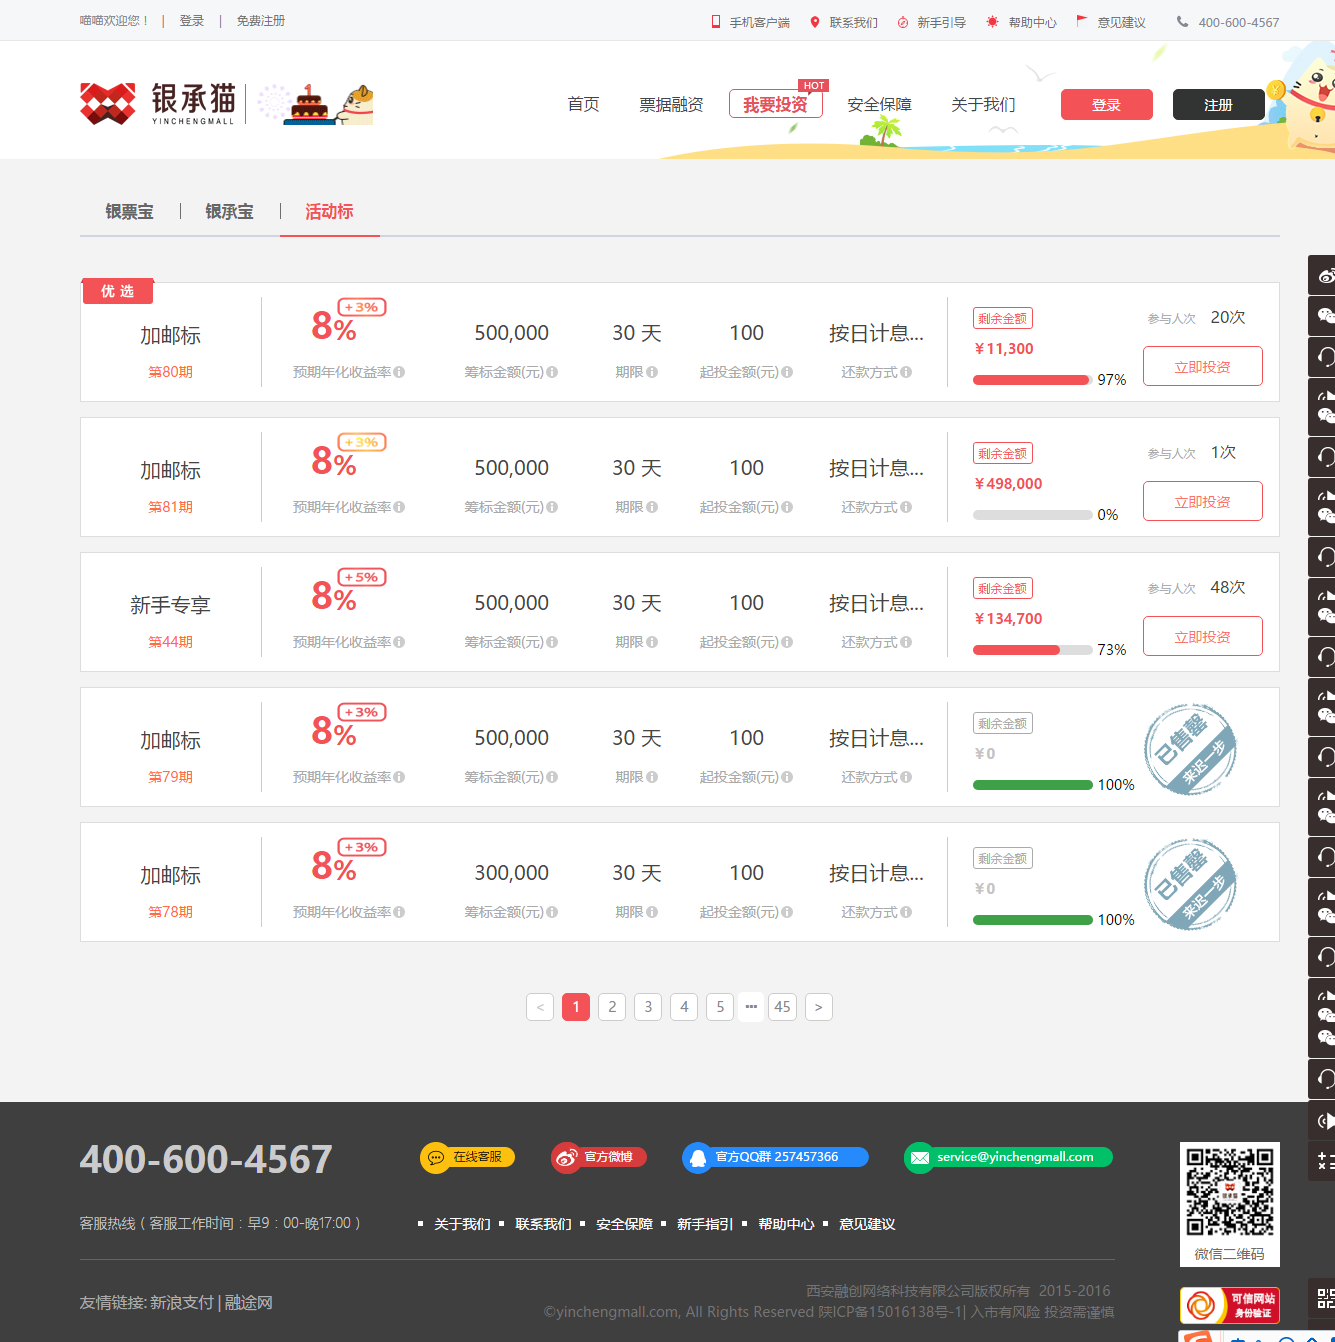 喵喵欢迎您！ | 登录 | 免费注册
手机客户端 联系我们 新手引导 帮助中心 意见建议 400-600-4567
银承猫
YINCHENGMALL
首页 票据融资 我要投资 HOT 安全保障 关于我们 登录 注册
银票宝 | 银承宝 | 活动标
优选
加邮标 8% +3% 500,000 30 天 100 按日计息... 剩余金额 参与人次 20次
¥11,300
第80期 预期年化收益率 筹标金额(元) 期限 起投金额(元) 还款方式 97% 立即投资
加邮标 8% +3% 500,000 30 天 100 按日计息... 剩余金额 参与人次 1次
¥498,000
第81期 预期年化收益率 筹标金额(元) 期限 起投金额(元) 还款方式 0% 立即投资
新手专享 8% +5% 500,000 30 天 100 按日计息... 剩余金额 参与人次 48次
¥134,700
第44期 预期年化收益率 筹标金额(元) 期限 起投金额(元) 还款方式 73% 立即投资
加邮标 8% +3% 500,000 30 天 100 按日计息... 剩余金额 已售罄
¥0
第79期 预期年化收益率 筹标金额(元) 期限 起投金额(元) 还款方式 100% 来迟一步
加邮标 8% +3% 300,000 30 天 100 按日计息... 剩余金额 已售罄
¥0
第78期 预期年化收益率 筹标金额(元) 期限 起投金额(元) 还款方式 100% 来迟一步
< 1 2 3 4 5 ··· 45 >
400-600-4567 在线客服 官方微博 官方QQ群 257457366 service@yinchengmall.com
客服热线 ( 客服工作时间 : 早9 : 00-晚17:00 ) 关于我们 联系我们 安全保障 新手指引 帮助中心 意见建议
微信二维码
西安融创网络科技有限公司版权所有 2015-2016
友情链接: 新浪支付 | 融途网
©yinchengmall.com, All Rights Reserved 陕ICP备15016138号-1| 入市有风险 投资需谨慎
可信网站
身份验证